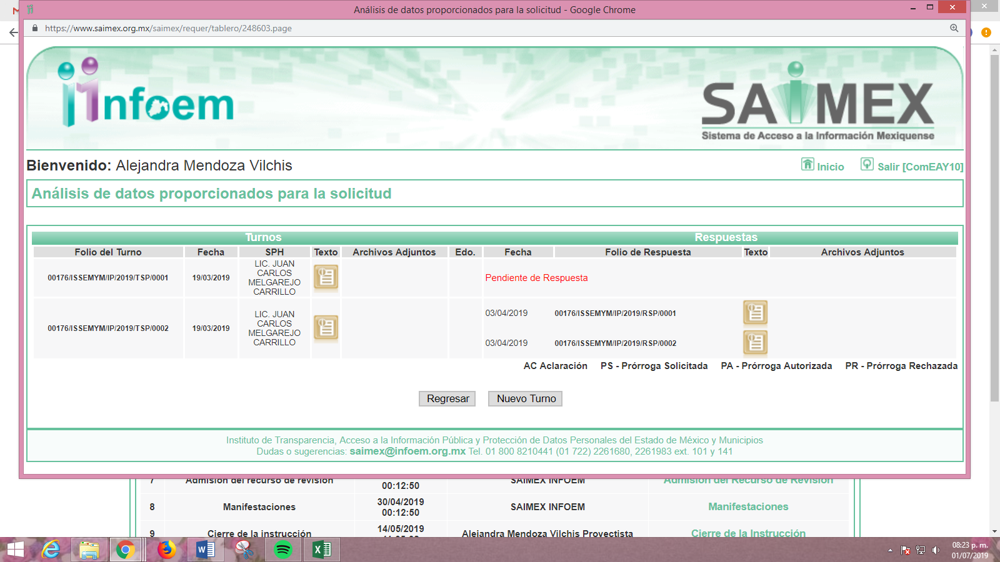 Análisis de datos proporcionados para la solicitud - Google Chrome
https://www.saimex.org.mx/saimex/requer/tablero/248603.page
infoem
SAIMEX
Sistema de Acceso a la Información Mexiquense
Bienvenido: Alejandra Mendoza Vilchis
Inicio Salir [ComEAY10]
Análisis de datos proporcionados para la solicitud
Turnos Respuestas
Folio del Turno Fecha SPH Texto Archivos Adjuntos Edo. Fecha Folio de Respuesta Texto Archivos Adjuntos
00176/ISSEMYM/IP/2019/TSP/0001 19/03/2019 LIC. JUAN
CARLOS
MELGAREJO
CARRILLO
Pendiente de Respuesta
00176/ISSEMYM/IP/2019/TSP/0002 19/03/2019 LIC. JUAN
CARLOS
MELGAREJO
CARRILLO
03/04/2019 00176/ISSEMYM/IP/2019/RSP/0001
03/04/2019 00176/ISSEMYM/IP/2019/RSP/0002
AC Aclaración PS - Prórroga Solicitada PA - Prórroga Autorizada PR - Prórroga Rechazada
Regresar Nuevo Turno
Instituto de Transparencia, Acceso a la Información Pública y Protección de Datos Personales del Estado de México y Municipios
Dudas o sugerencias: saimex@infoem.org.mx Tel. 01 800 8210441 (01 722) 2261680, 2261983 ext. 101 y 141
7 Admisión del recurso de revisión 00:12:50 SAIMEX INFOEM Admisión del Recurso de Revisión
8 Manifestaciones 30/04/2019
00:12:50 SAIMEX INFOEM Manifestaciones
9 Cierre de la instrucción 14/05/2019 Alejandra Mendoza Vilchis Proyectista Cierre de la Instrucción
08:23 p. m.
01/07/2019